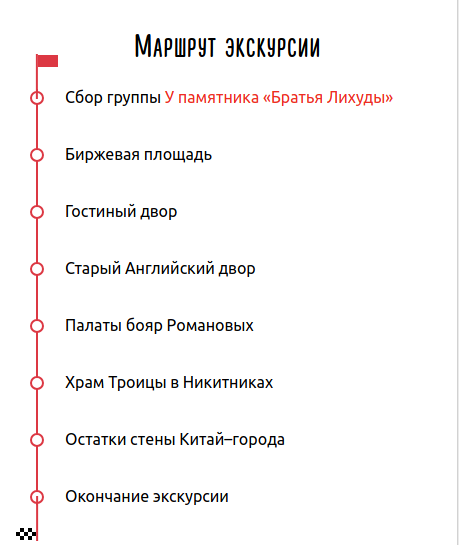 Маршрут экскурсии
Сбор группы У памятника «Братья Лихуды»
Биржевая площадь
Гостиный двор
Старый Английский двор
Палаты бояр Романовых
Храм Троицы в Никитниках
Остатки стены Китай–города
Окончание экскурсии